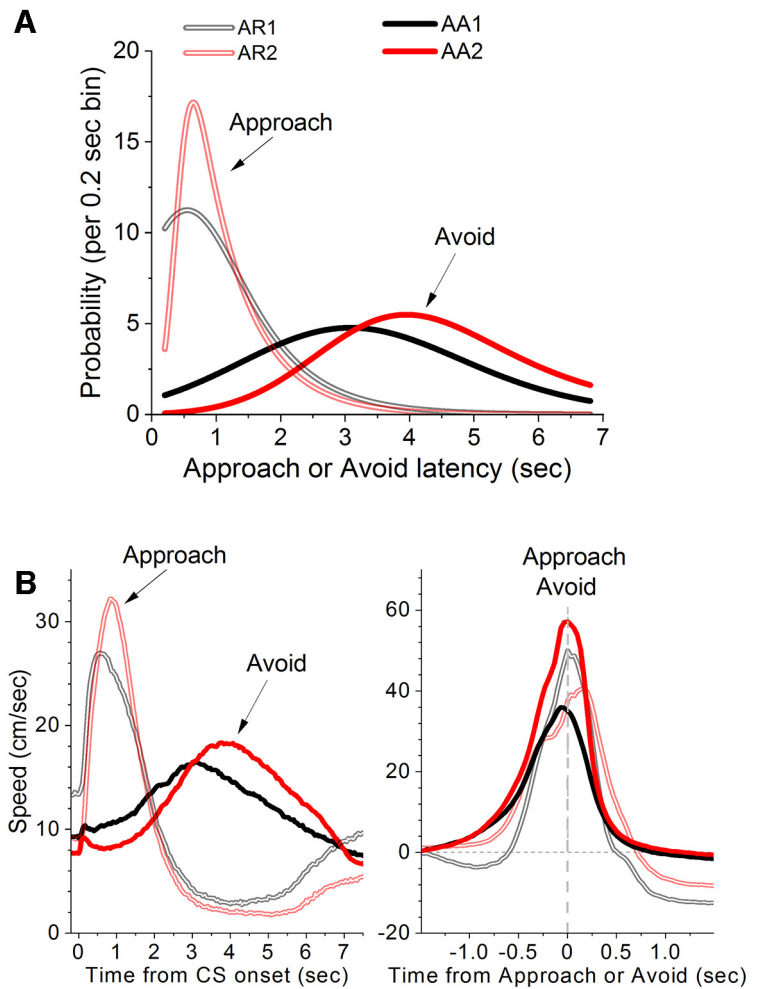 A
AR1
AR2
AA1
AA2
Probability (per 0.2 sec bin)
20
15
10
5
0
Approach
Avoid
0 1 2 3 4 5 6 7
Approach or Avoid latency (sec)
B
Speed (cm/sec)
30
20
10
0
Approach
Avoid
0 1 2 3 4 5 6 7
Time from CS onset (sec)
Approach
Avoid
60
40
20
0
-20
-1.0 -0.5 0 0.5 1.0
Time from Approach or Avoid (sec)